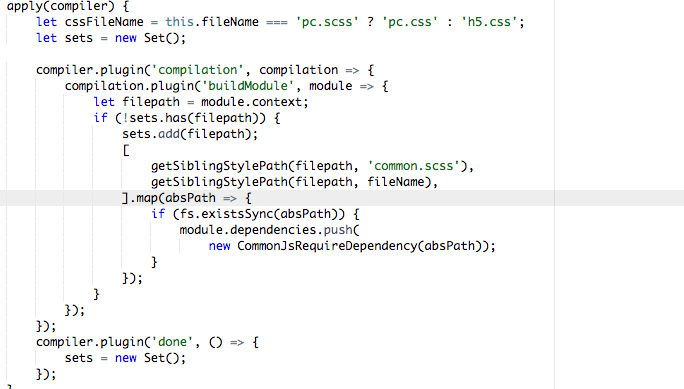 apply(compiler) {
    let cssFileName = this.fileName === 'pc.scss' ? 'pc.css' : 'h5.css';
    let sets = new Set();
    compiler.plugin('compilation', compilation => {
        compilation.plugin('buildModule', module => {
            let filepath = module.context;
            if (!sets.has(filepath)) {
                sets.add(filepath);
                [
                    getSiblingStylePath(filepath, 'common.scss'),
                    getSiblingStylePath(filepath, fileName),
                ].map(absPath => {
                    if (fs.existsSync(absPath)) {
                        module.dependencies.push(
                            new CommonJsRequireDependency(absPath));
                    }
                });
            }
        });
    });
    compiler.plugin('done', () => {
        sets = new Set();
    });